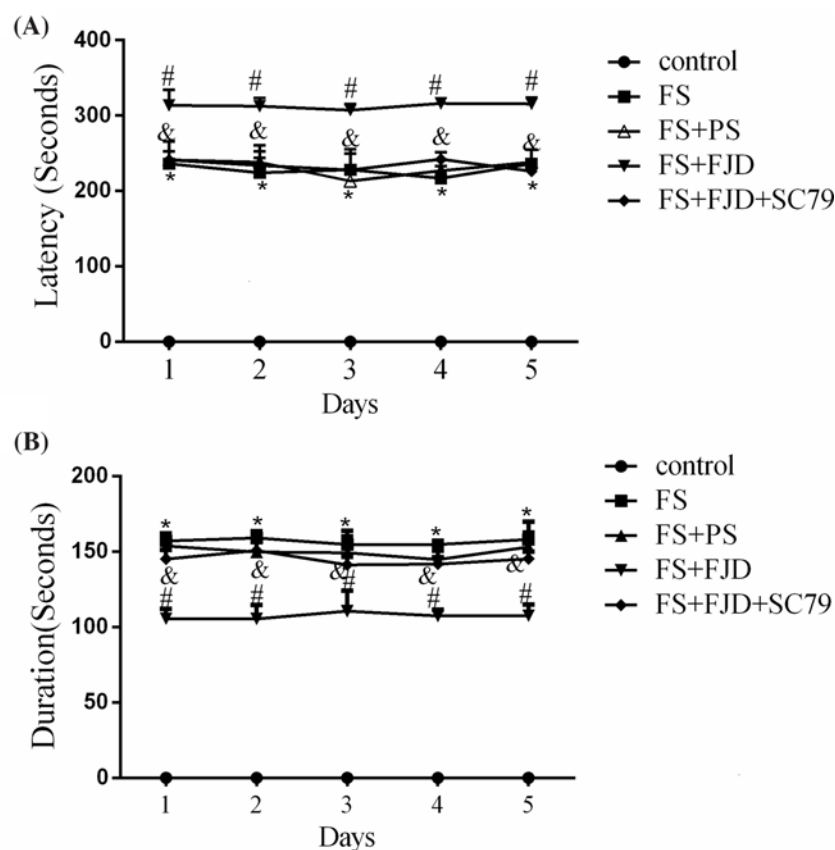 (A)
Latency (Seconds)
400
300
200
100
0
# # # # #
& & & & &
* * * * *
1 2 3 4 5
Days
control
FS
FS+PS
FS+FJD
FS+FJD+SC79
(B)
Duration(Seconds)
200
150
100
50
0
* * * * *
& & & & &
# # # # #
1 2 3 4 5
Days
control
FS
FS+PS
FS+FJD
FS+FJD+SC79